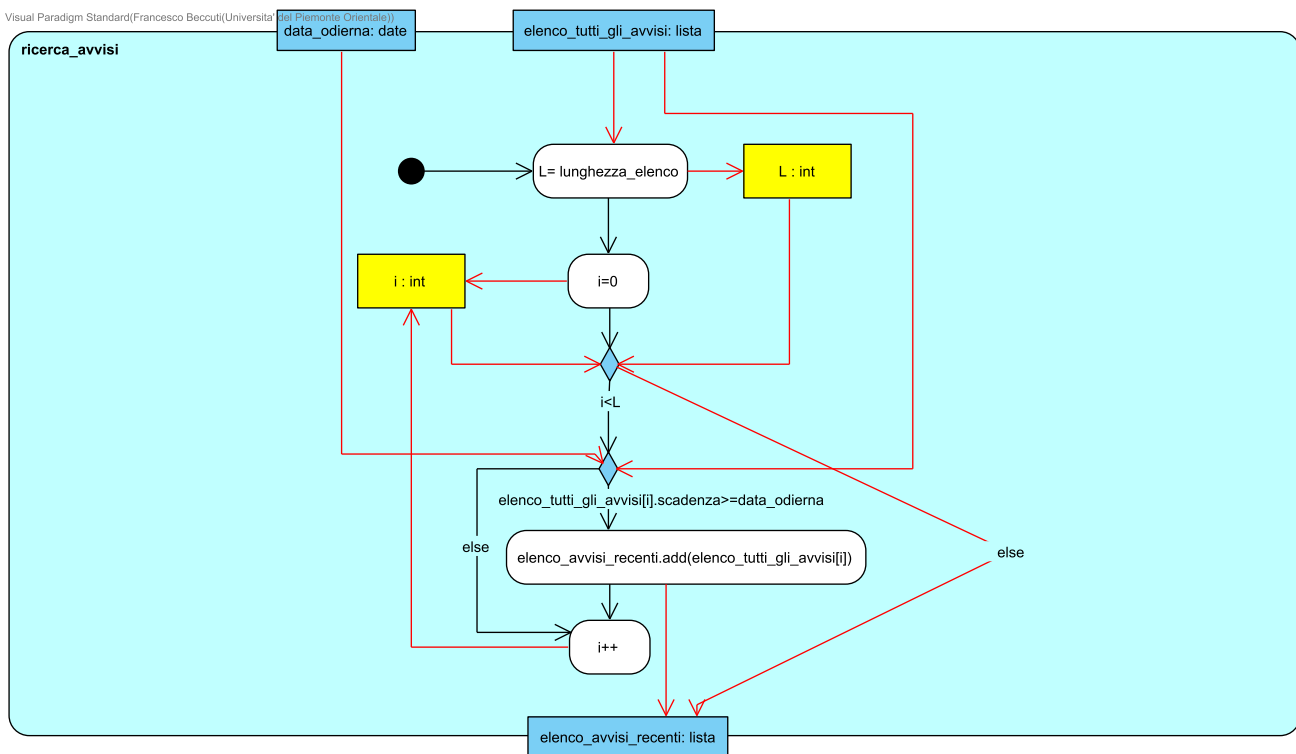 Visual Paradigm Standard(Francesco Beccuti(Universita' del Piemonte Orientale))
data_odierna: date
elenco_tutti_gli_avvisi: lista
ricerca_avvisi
L= lunghezza_elenco
L : int
i : int
i=0
i<L
elenco_tutti_gli_avvisi[i].scadenza>=data_odierna
else
else
elenco_avvisi_recenti.add(elenco_tutti_gli_avvisi[i])
i++
elenco_avvisi_recenti: lista